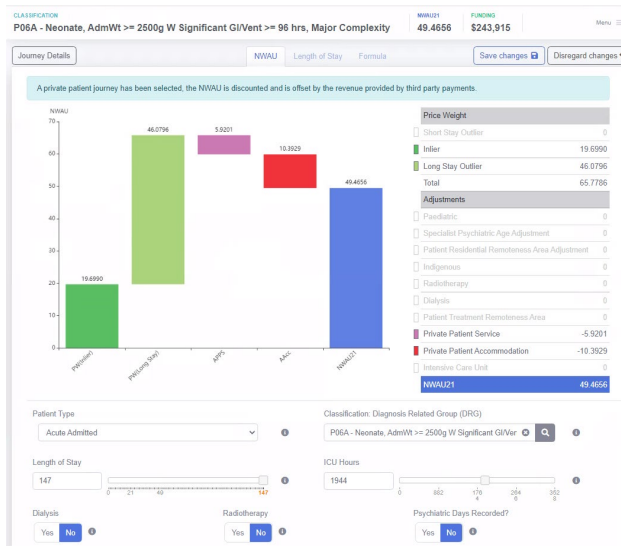 CLASSIFICATION
P06A - Neonate, AdmWt >= 2500g W Significant GI/Vent >= 96 hrs, Major Complexity
NWAU21
49.4656
FUNDING
$243,915
Menu
Journey Details
NWAU
Length of Stay
Formula
Save changes
Disregard changes
A private patient journey has been selected, the NWAU is discounted and is offset by the revenue provided by third party payments.
NWAU
70
60
50
40
30
20
10
0
19.6990
46.0796
5.9201
10.3929
49.4656
PW(Inlier)
PW(Long Stay)
APPS
AAcc
NWAU21
Price Weight
Short Stay Outlier 0
Inlier 19.6990
Long Stay Outlier 46.0796
Total 65.7786
Adjustments
Paediatric 0
Specialist Psychiatric Age Adjustment 0
Patient Residential Remoteness Area Adjustment 0
Indigenous 0
Radiotherapy 0
Dialysis 0
Patient Treatment Remoteness Area 0
Private Patient Service -5.9201
Private Patient Accommodation -10.3929
Intensive Care Unit 0
NWAU21 49.4656
Patient Type
Acute Admitted
Classification: Diagnosis Related Group (DRG)
P06A - Neonate, AdmWt >= 2500g W Significant GI/Ver
Length of Stay
147
0 21 49 147
ICU Hours
1944
0 882 176 264 352
4 6 8
Dialysis
Yes No
Radiotherapy
Yes No
Psychiatric Days Recorded?
Yes No